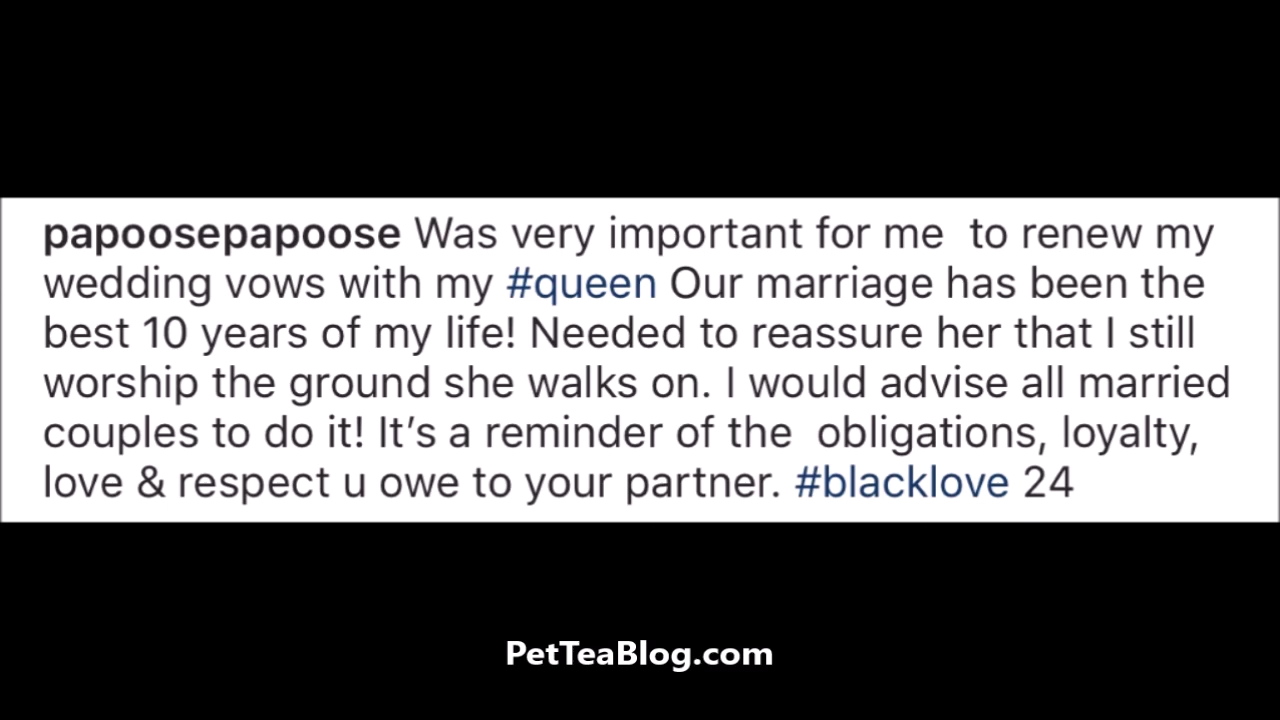 papoosepapoose Was very important for me  to renew my
wedding vows with my #queen Our marriage has been the
best 10 years of my life! Needed to reassure her that I still
worship the ground she walks on. I would advise all married
couples to do it! It’s a reminder of the  obligations, loyalty,
love & respect u owe to your partner. #blacklove 24
PetTeaBlog.com